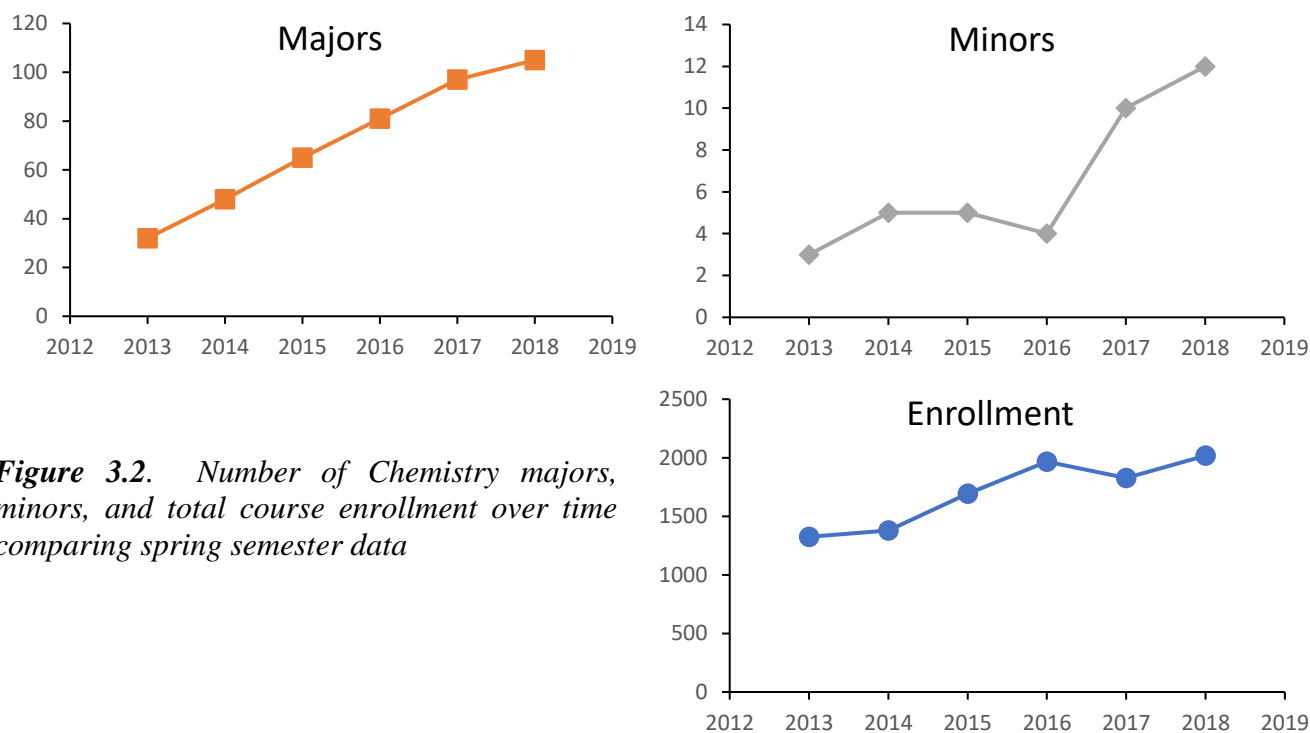 Majors
120
100
80
60
40
20
0
2012 2013 2014 2015 2016 2017 2018 2019
Minors
14
12
10
8
6
4
2
0
2012 2013 2014 2015 2016 2017 2018 2019
Figure 3.2. Number of Chemistry majors,
minors, and total course enrollment over time
comparing spring semester data
Enrollment
2500
2000
1500
1000
500
0
2012 2013 2014 2015 2016 2017 2018 2019